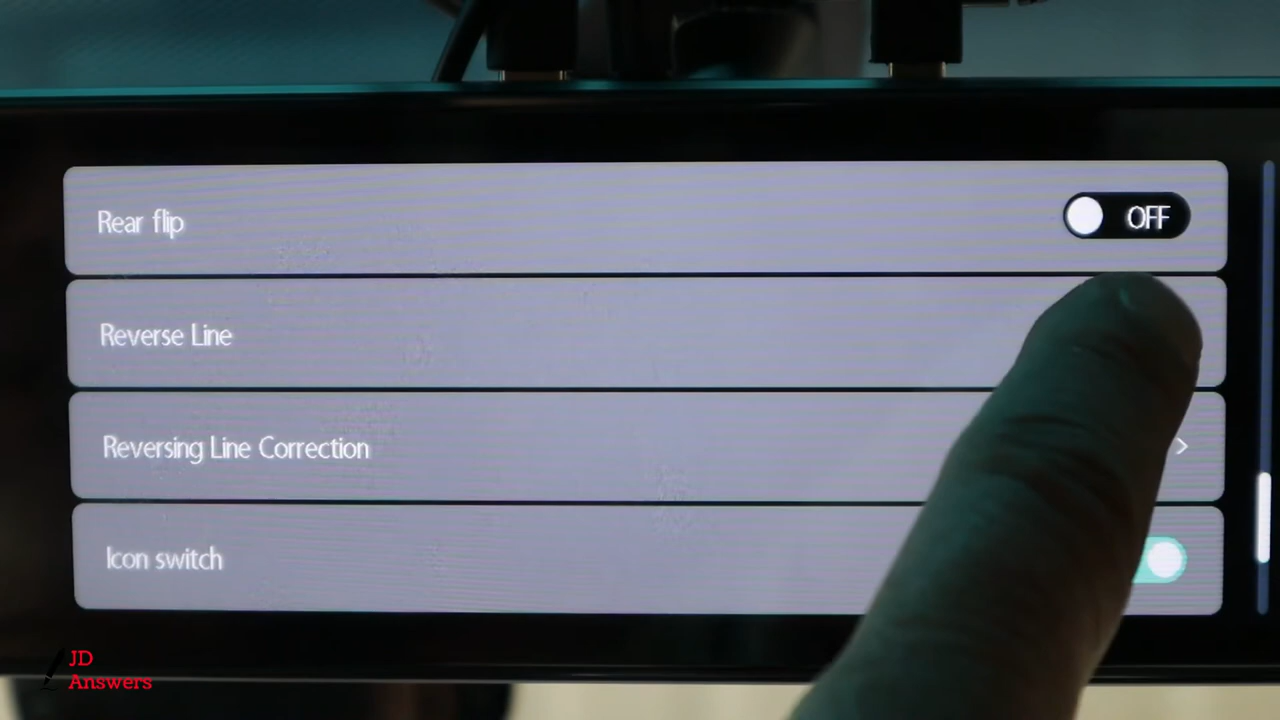 Rear flip
OFF
Reverse Line
Reversing Line Correction
Icon switch
JD
Answers